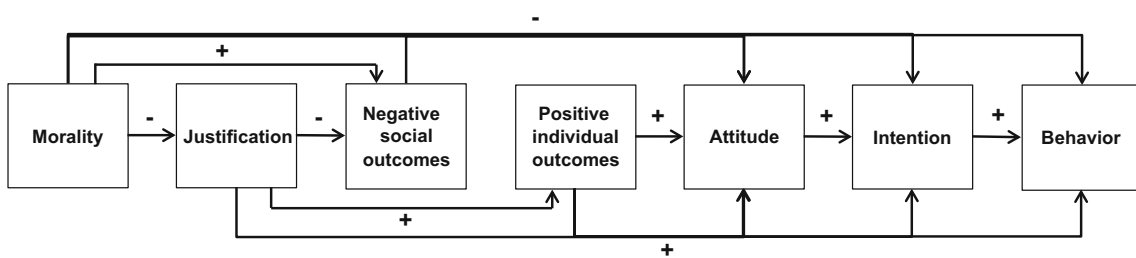 -
+
Morality
-
Justification
-
Negative
social
outcomes
Positive
individual
outcomes
+
Attitude
+
Intention
+
Behavior
+
+